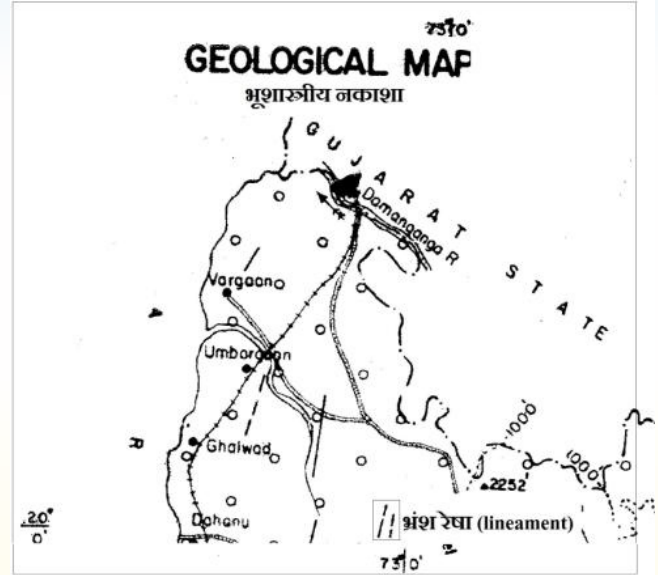 73°0'
GEOLOGICAL MAP
भूशास्त्रीय नकाशा
GUJARAT STATE
Damanganga R
Vargaon
A
Umbargaon
R
Ghalwad
1000
1000
2252
20°
0'
Dahanu
भ्रंश रेषा (lineament)
73°0'